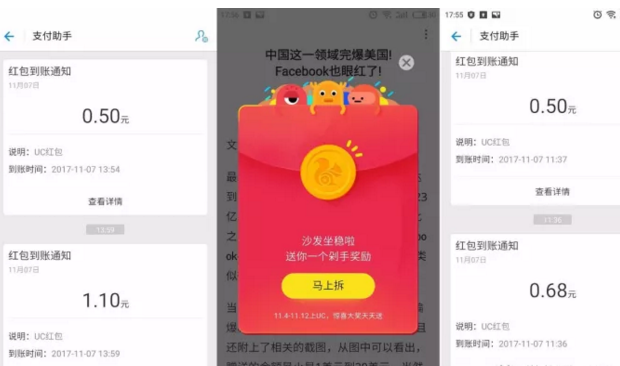 支付助手
红包到账通知
11月07日
0.50元
说明：UC红包
到账时间：2017-11-07 13:54
查看详情
13:59
红包到账通知
11月07日
1.10元
说明：UC红包
到账时间：2017-11-07 13:59
中国这一领域完爆美国!
Facebook也眼红了!
沙发坐稳啦
送你一个剁手奖励
马上拆
11.4-11.12上UC，惊喜大奖天天送
文
最
到
23
亿
之
ok
类
似
当
爆
且
还附上了相关的截图，从图中可以看出，
17:55
支付助手
红包到账通知
11月07日
0.50元
说明：UC红包
到账时间：2017-11-07 11:37
查看详情
11:36
红包到账通知
11月07日
0.68元
说明：UC红包
到账时间：2017-11-07 11:36